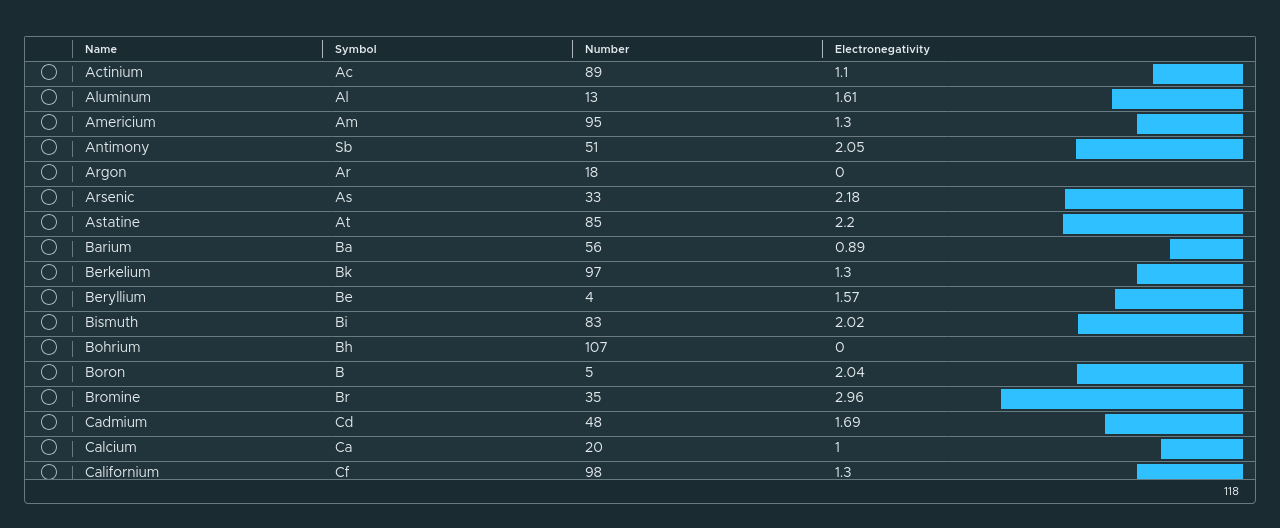 Name Symbol Number Electronegativity
Actinium Ac 89 1.1
Aluminum Al 13 1.61
Americium Am 95 1.3
Antimony Sb 51 2.05
Argon Ar 18 0
Arsenic As 33 2.18
Astatine At 85 2.2
Barium Ba 56 0.89
Berkelium Bk 97 1.3
Beryllium Be 4 1.57
Bismuth Bi 83 2.02
Bohrium Bh 107 0
Boron B 5 2.04
Bromine Br 35 2.96
Cadmium Cd 48 1.69
Calcium Ca 20 1
Californium Cf 98 1.3
118